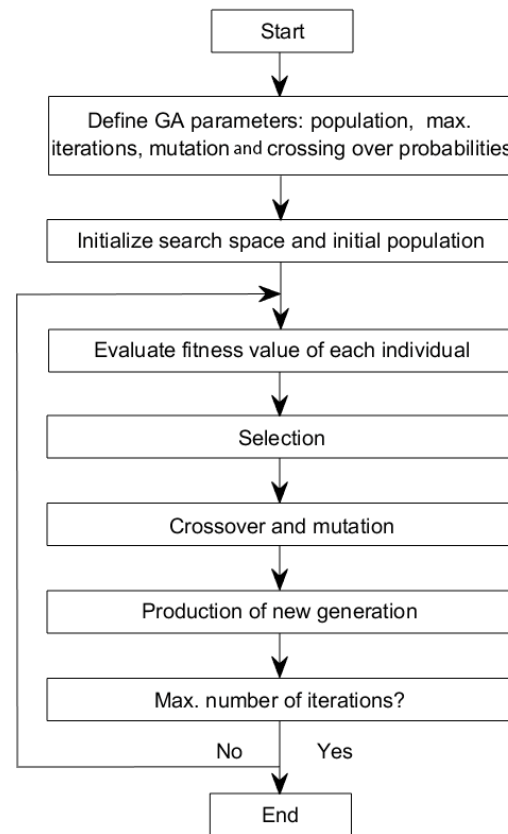 Start
Define GA parameters: population, max.
iterations, mutation and crossing over probabilities
Initialize search space and initial population
Evaluate fitness value of each individual
Selection
Crossover and mutation
Production of new generation
Max. number of iterations?
No Yes
End